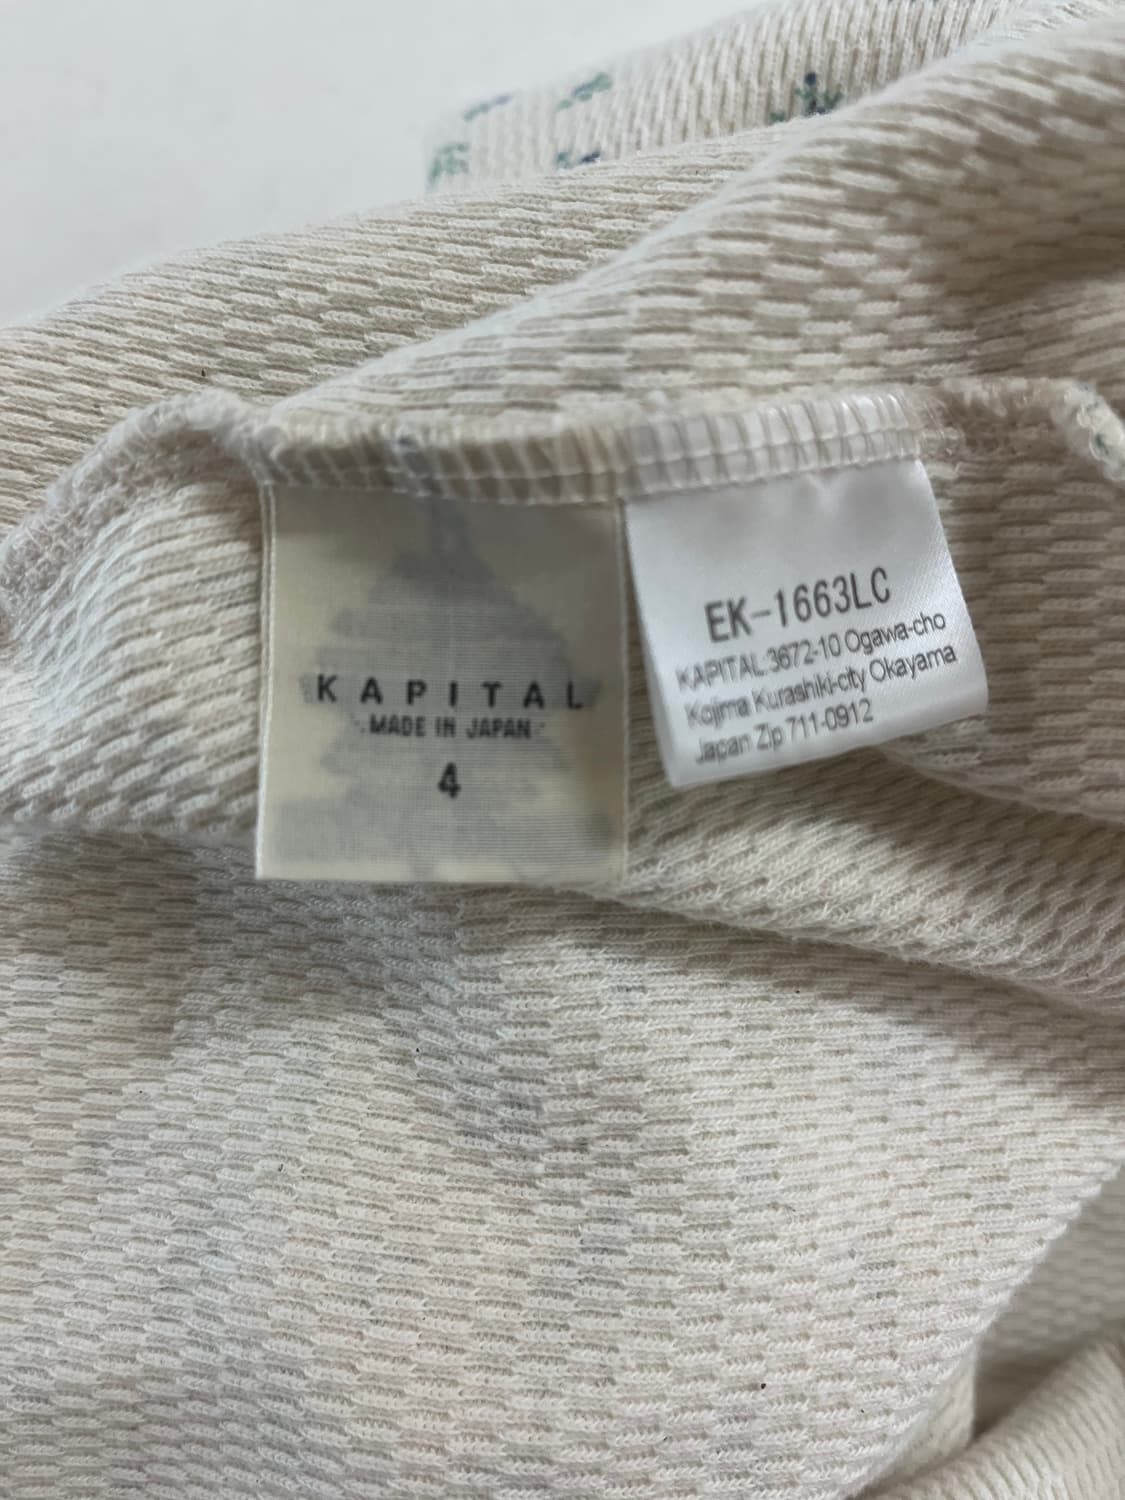 KAPITAL
MADE IN JAPAN
4
EK-1663LC
KAPITAL:3672-10 Ogawa-cho
Kojima Kurashiki-city Okayama
Japan Zip 711-0912